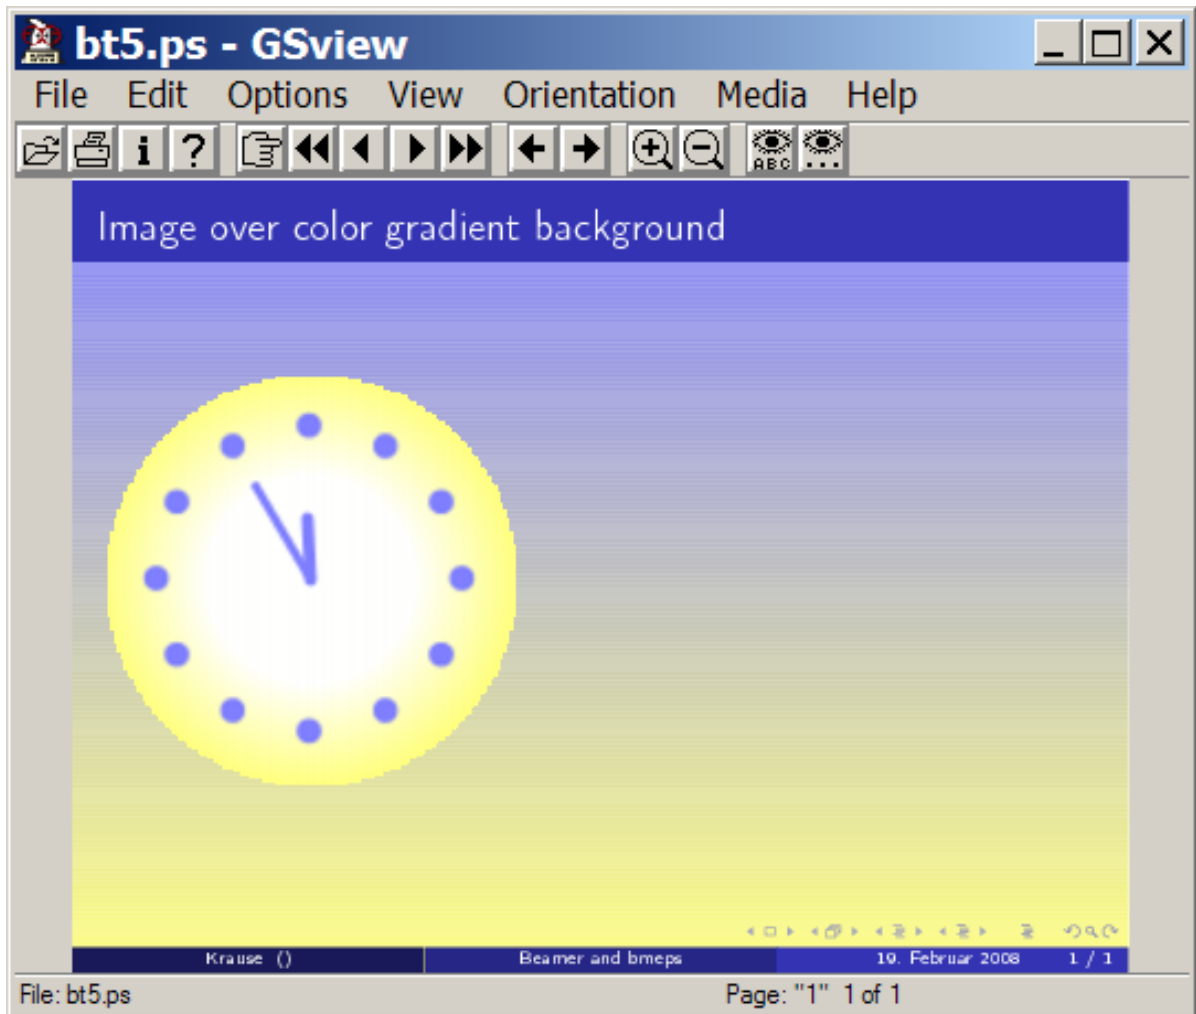 bt5.ps - GSview
File Edit Options View Orientation Media Help
i ? ABC
Image over color gradient background
Krause () Beamer and bmeps 19. Februar 2008 1 / 1
File: bt5.ps Page: "1" 1 of 1